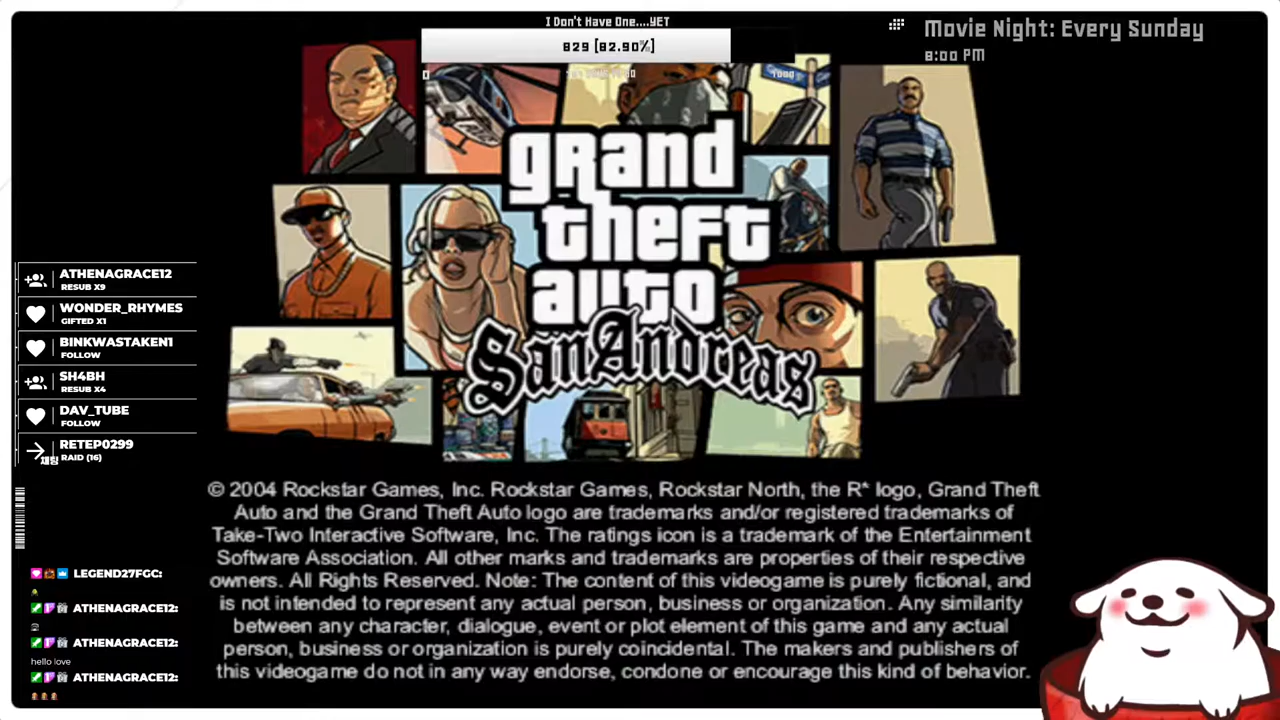 I Don't Have One....YET
829 [82.90%]
0
1000
Movie Night: Every Sunday
8:00 PM
grand
theft
auto
San Andreas
ATHENAGRACE12
RESUB X9
WONDER_RHYMES
GIFTED X1
BINKWASTAKEN1
FOLLOW
SH4BH
RESUB X4
DAV_TUBE
FOLLOW
RETEP0299
RAID (16)
채팅
LEGEND27FGC:
ATHENAGRACE12:
ATHENAGRACE12:
hello love
ATHENAGRACE12:
© 2004 Rockstar Games, Inc. Rockstar Games, Rockstar North, the R* logo, Grand Theft
Auto and the Grand Theft Auto logo are trademarks and/or registered trademarks of
Take-Two Interactive Software, Inc. The ratings icon is a trademark of the Entertainment
Software Association. All other marks and trademarks are properties of their respective
owners. All Rights Reserved. Note: The content of this videogame is purely fictional, and
is not intended to represent any actual person, business or organization. Any similarity
between any character, dialogue, event or plot element of this game and any actual
person, business or organization is purely coincidental. The makers and publishers of
this videogame do not in any way endorse, condone or encourage this kind of behavior.